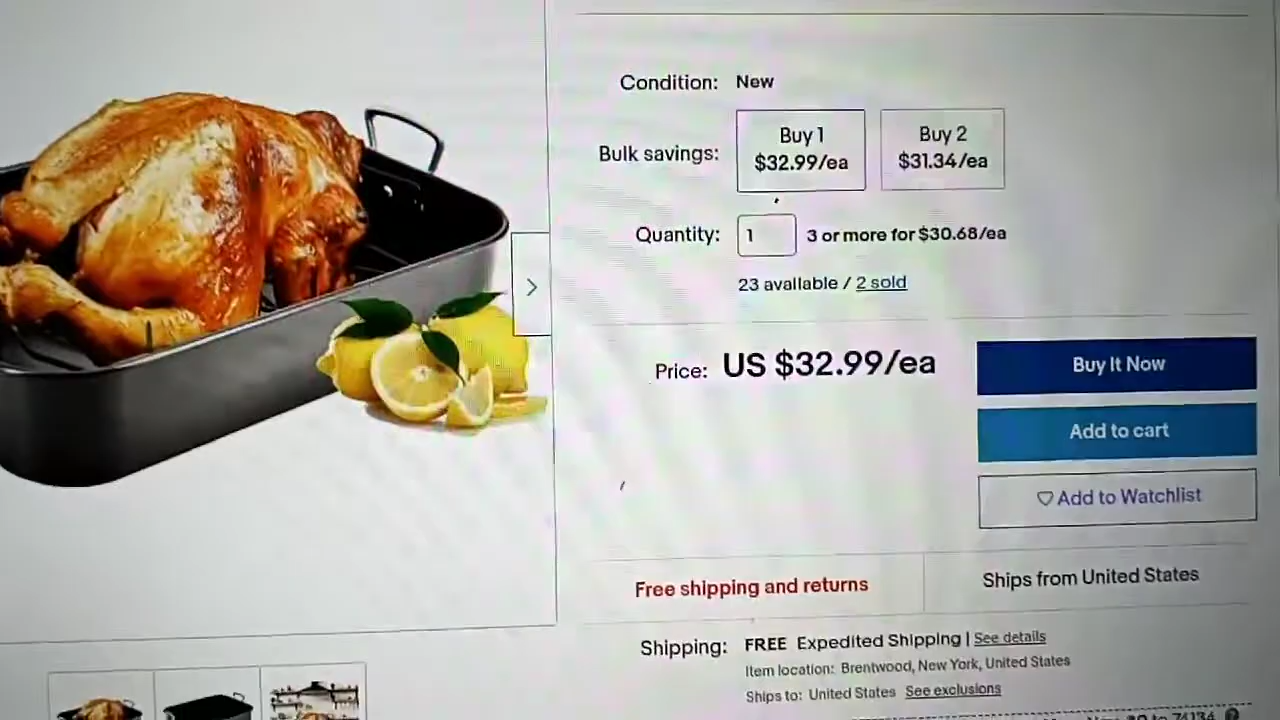 Condition: New
Bulk savings:
Buy 1
$32.99/ea
Buy 2
$31.34/ea
Quantity: 1 3 or more for $30.68/ea
23 available / 2 sold
Price: US $32.99/ea
Buy It Now
Add to cart
Add to Watchlist
Free shipping and returns
Ships from United States
Shipping: FREE Expedited Shipping | See details
Item location: Brentwood, New York, United States
Ships to: United States See exclusions
to 74134